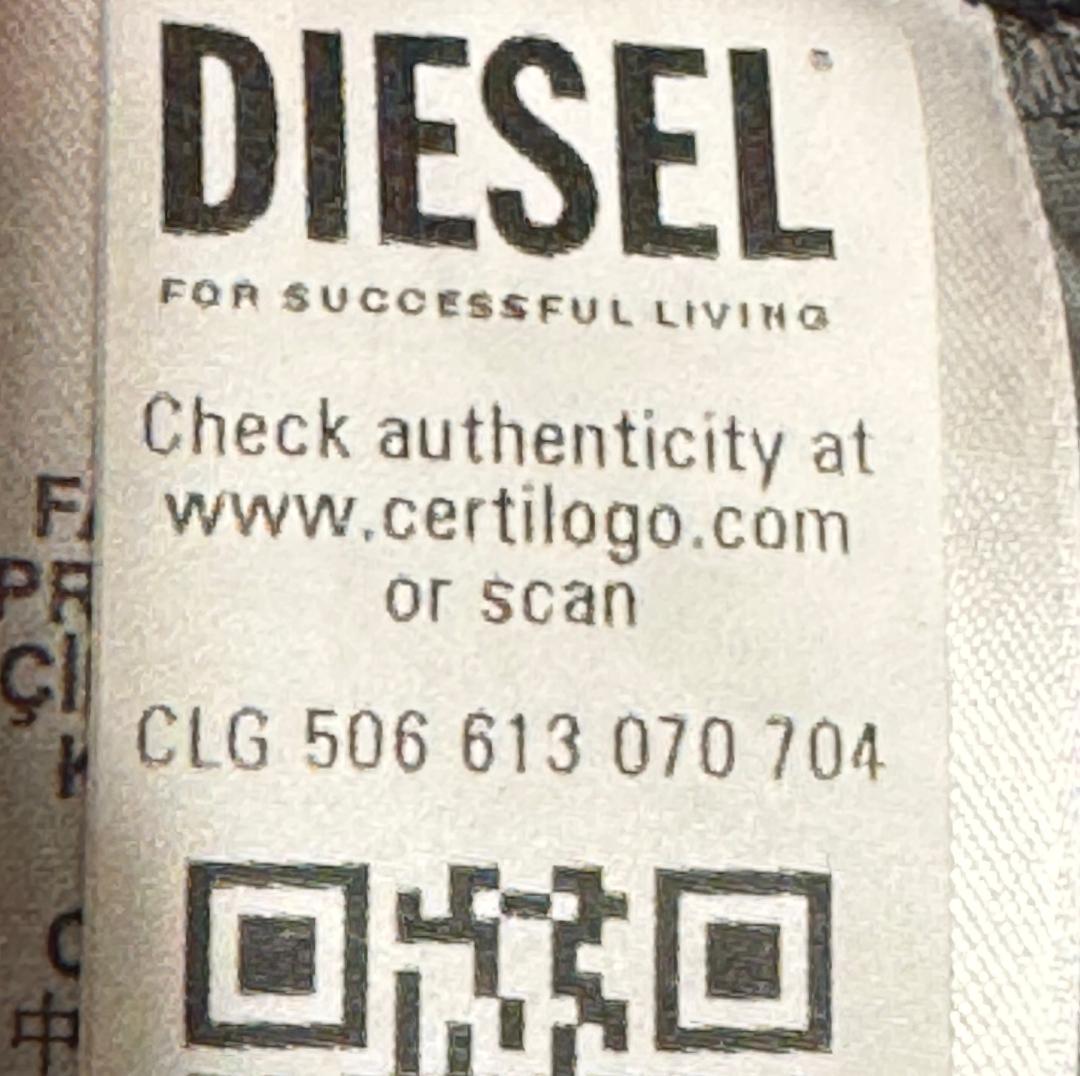 DIESEL
FOR SUCCESSFUL LIVING
Check authenticity at
www.certilogo.com
or scan
CLG 506 613 070 704